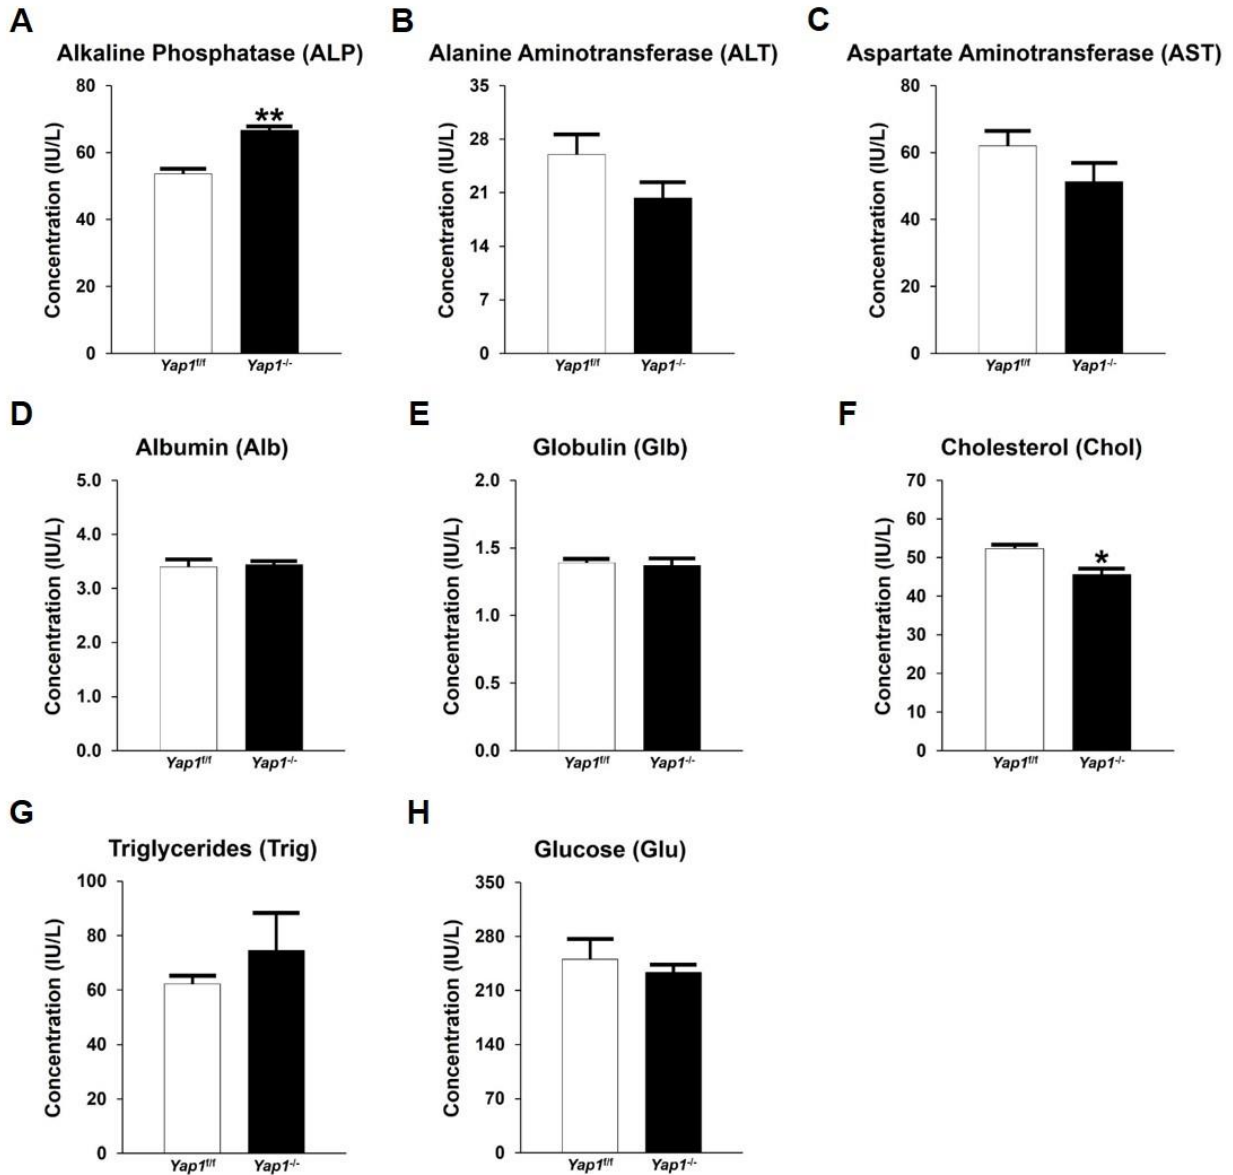 A
Alkaline Phosphatase (ALP)
Concentration (IU/L)
80
60
40
20
0
**
Yap1f/f Yap1-/-
B
Alanine Aminotransferase (ALT)
Concentration (IU/L)
35
28
21
14
7
0
Yap1f/f Yap1-/-
C
Aspartate Aminotransferase (AST)
Concentration (IU/L)
80
60
40
20
0
Yap1f/f Yap1-/-
D
Albumin (Alb)
Concentration (IU/L)
5.0
4.0
3.0
2.0
1.0
0.0
Yap1f/f Yap1-/-
E
Globulin (Glb)
Concentration (IU/L)
2.0
1.5
1.0
0.5
0.0
Yap1f/f Yap1-/-
F
Cholesterol (Chol)
Concentration (IU/L)
70
60
50
40
30
20
10
0
*
Yap1f/f Yap1-/-
G
Triglycerides (Trig)
Concentration (IU/L)
100
80
60
40
20
0
Yap1f/f Yap1-/-
H
Glucose (Glu)
Concentration (IU/L)
350
280
210
140
70
0
Yap1f/f Yap1-/-